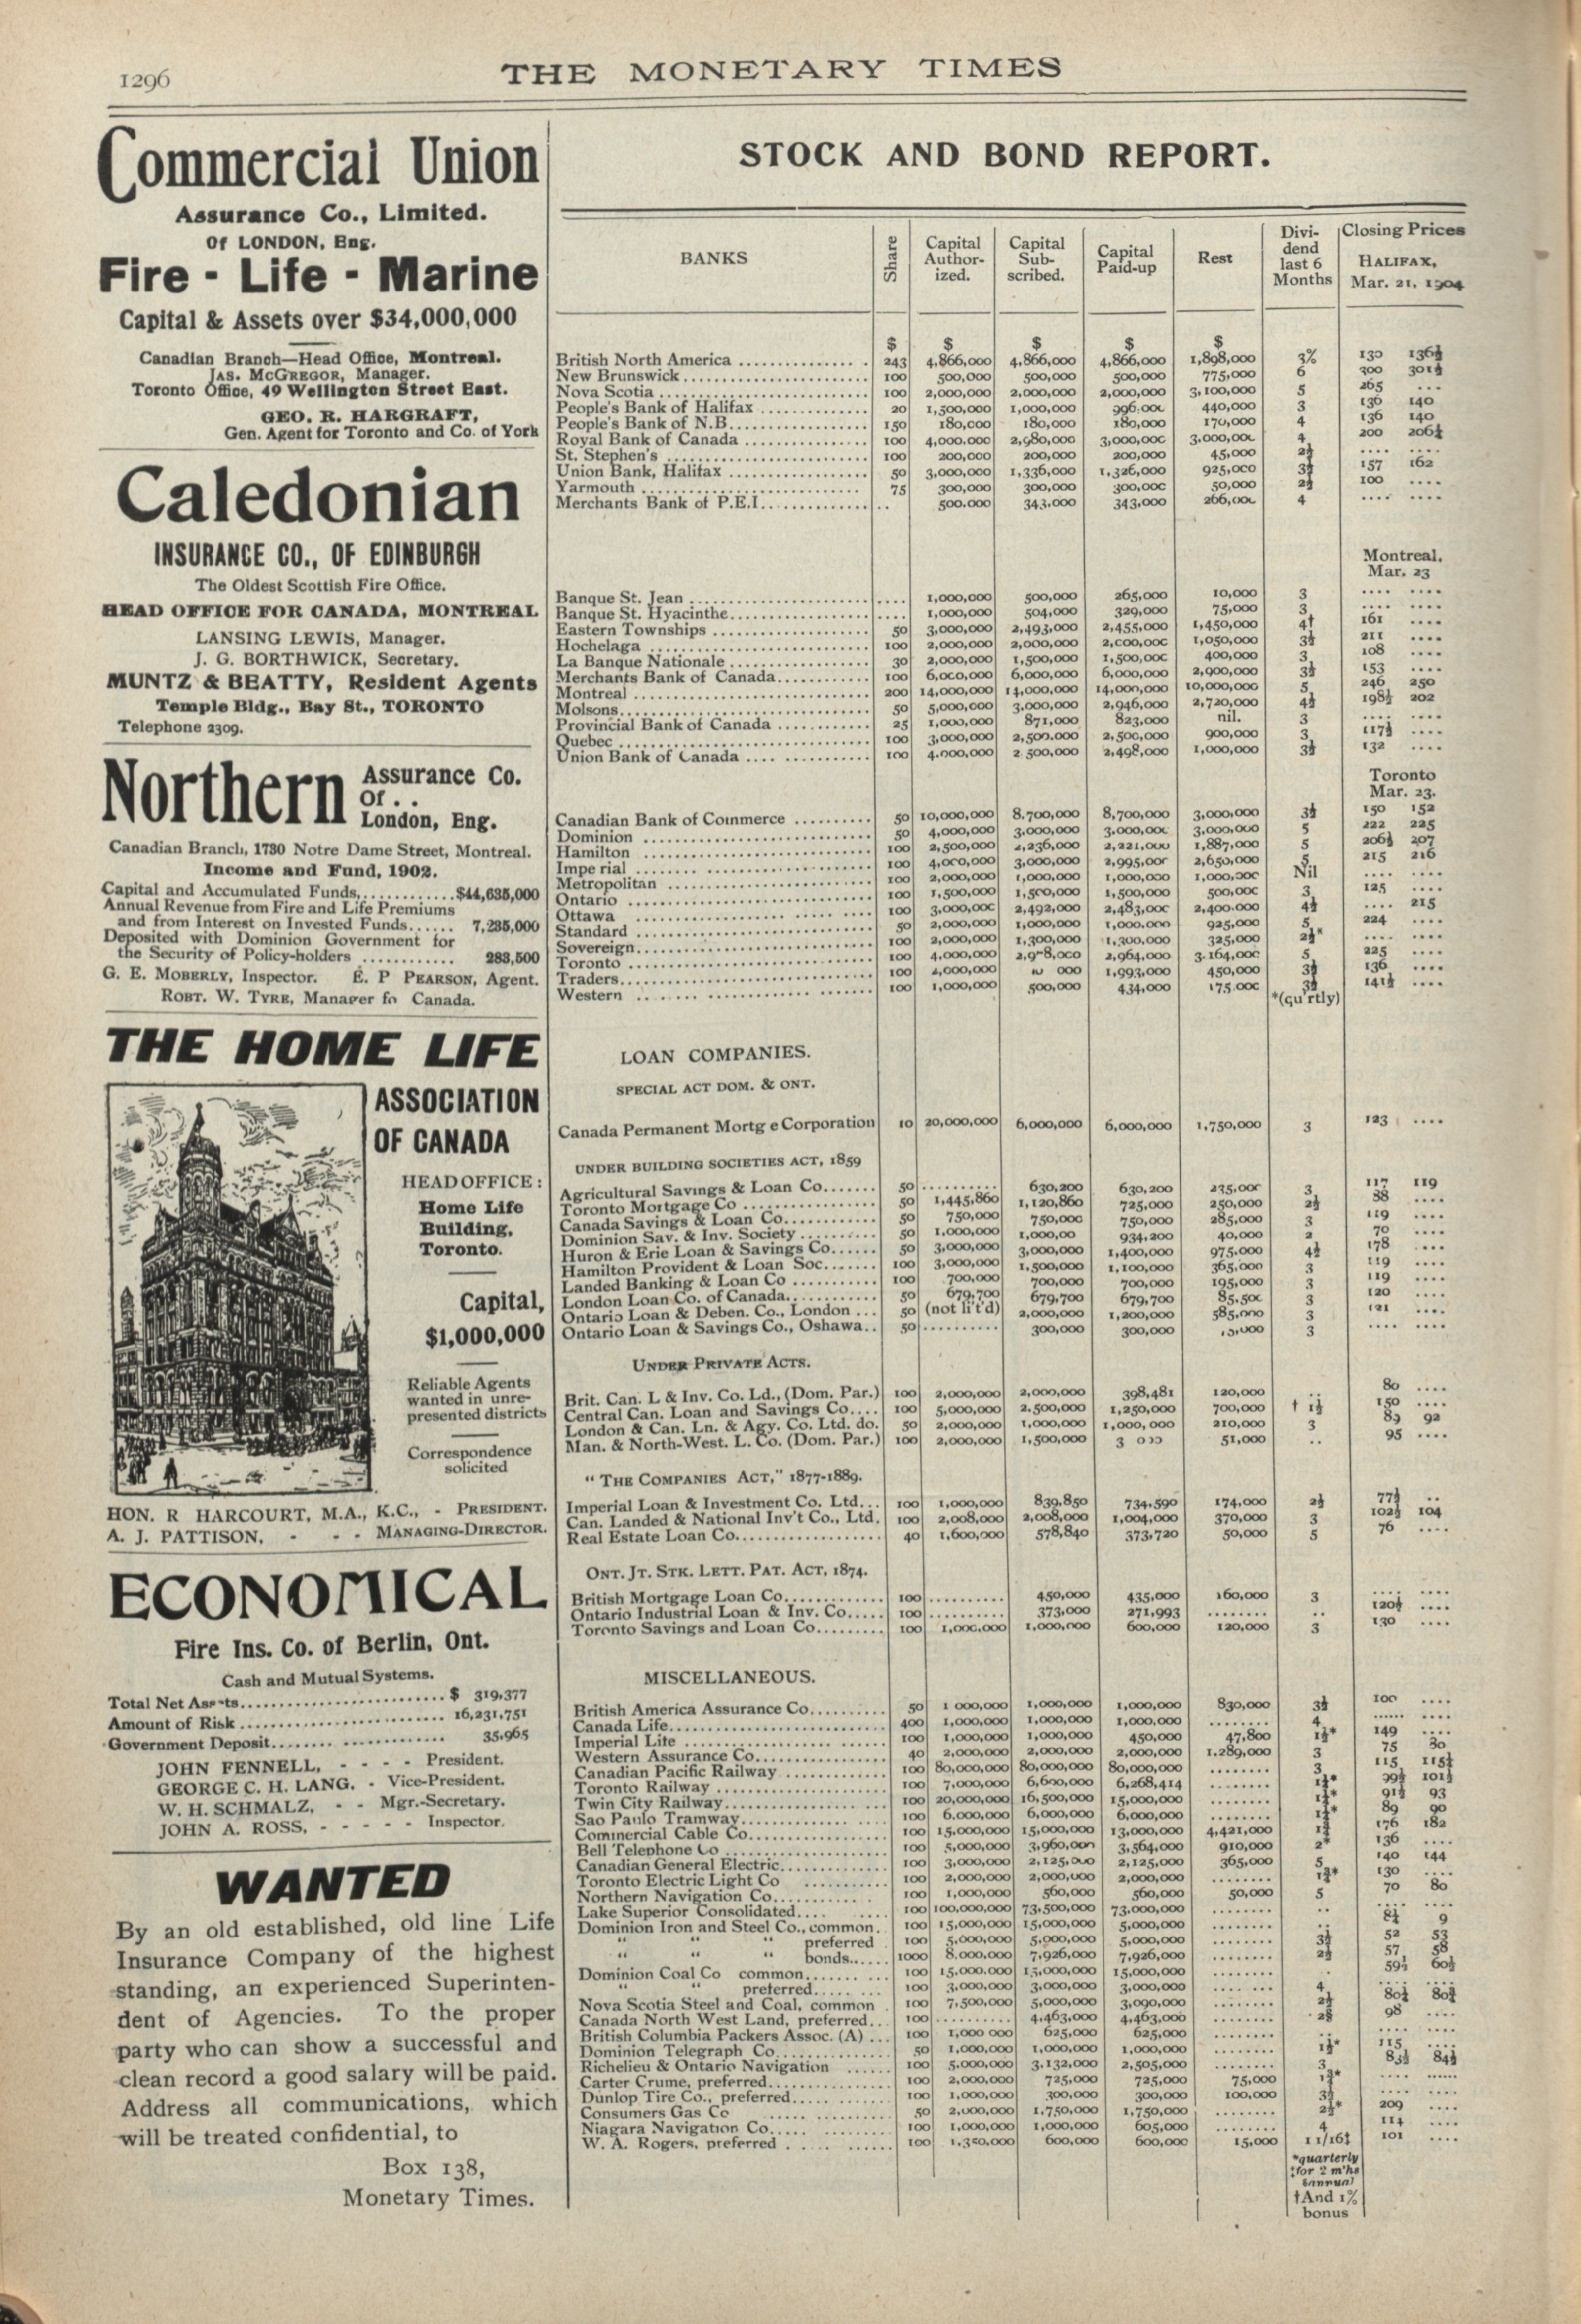 1296
THE MONETARY TIMES
Commercial Union
Assurance Co., Limited.
Of LONDON, Eng.
Fire - Life - Marine
Capital & Assets over $34,000,000
Canadian Branch—Head Office, Montreal.
JAS. MCGREGOR, Manager.
Toronto Office, 49 Wellington Street East.
GEO. R. HARGRAFT,
Gen. Agent for Toronto and Co. of York
Caledonian
INSURANCE CO., OF EDINBURGH
The Oldest Scottish Fire Office.
HEAD OFFICE FOR CANADA, MONTREAL
LANSING LEWIS, Manager.
J. G. BORTHWICK, Secretary.
MUNTZ & BEATTY, Resident Agents
Temple Bldg., Bay St., TORONTO
Telephone 2309.
Northern Assurance Co.
Of . .
London, Eng.
Canadian Branch, 1730 Notre Dame Street, Montreal.
Income and Fund, 1902.
Capital and Accumulated Funds,............$44,635,000
Annual Revenue from Fire and Life Premiums
and from Interest on Invested Funds...... 7,235,000
Deposited with Dominion Government for
the Security of Policy-holders ............ 283,500
G. E. MOBERLY, Inspector. E. P PEARSON, Agent.
ROBT. W. TYRE, Manager fo Canada.
THE HOME LIFE
ASSOCIATION
OF CANADA
HEAD OFFICE :
Home Life
Building,
Toronto.
Capital,
$1,000,000
Reliable Agents
wanted in unre-
presented districts
Correspondence
solicited
HON. R HARCOURT, M.A., K.C., - PRESIDENT.
A. J. PATTISON, - - - MANAGING-DIRECTOR.
ECONOMICAL
Fire Ins. Co. of Berlin, Ont.
Cash and Mutual Systems.
Total Net Assets.......................... $ 319,377
Amount of Risk .......................... 16,231,751
Government Deposit....................... 35,965
JOHN FENNELL, - - - - President.
GEORGE C. H. LANG, - Vice-President.
W. H. SCHMALZ, - - Mgr.-Secretary.
JOHN A. ROSS, - - - - - Inspector.
WANTED
By an old established, old line Life
Insurance Company of the highest
standing, an experienced Superinten-
dent of Agencies. To the proper
party who can show a successful and
clean record a good salary will be paid.
Address all communications, which
will be treated confidential, to
Box 138,
Monetary Times.
STOCK AND BOND REPORT.
BANKS Share Capital Author- ized. Capital Sub- scribed. Capital Paid-up Rest Divi- dend last 6 Months Closing Prices HALIFAX, Mar. 21, 1904
$ $ $ $
British North America 243 4,866,000 4,866,000 4,866,000 1,898,000 3% 130 136½
New Brunswick 100 500,000 500,000 500,000 775,000 6 300 301½
Nova Scotia 100 2,000,000 2,000,000 2,000,000 3,100,000 5 265 ...
People's Bank of Halifax 20 1,500,000 1,000,000 996,000 440,000 3 136 140
People's Bank of N.B. 150 180,000 180,000 180,000 170,000 4 136 140
Royal Bank of Canada 100 4,000,000 2,980,000 3,000,000 3,000,000 4 200 206½
St. Stephen's 100 200,000 200,000 200,000 45,000 2½ .... ....
Union Bank, Halifax 50 3,000,000 1,336,000 1,326,000 925,000 3½ 157 162
Yarmouth 75 300,000 300,000 300,000 50,000 2½ 100 ....
Merchants Bank of P.E.I. .. 500,000 343,000 343,000 266,000 4 .... ....
Montreal.
Mar. 23
Banque St. Jean .... 1,000,000 500,000 265,000 10,000 3 .... ....
Banque St. Hyacinthe .... 1,000,000 504,000 329,000 75,000 3 .... ....
Eastern Townships 50 3,000,000 2,493,000 2,455,000 1,450,000 4† 161 ....
Hochelaga 100 2,000,000 2,000,000 2,000,000 1,050,000 3½ 211 ....
La Banque Nationale 30 2,000,000 1,500,000 1,500,000 400,000 3 108 ....
Merchants Bank of Canada 100 6,000,000 6,000,000 6,000,000 2,900,000 3½ 153 ....
Montreal 200 14,000,000 14,000,000 14,000,000 10,000,000 5 246 250
Molsons 50 5,000,000 3,000,000 2,946,000 2,720,000 4½ 198½ 202
Provincial Bank of Canada 25 1,000,000 871,000 823,000 nil. 3 .... ....
Quebec 100 3,000,000 2,500,000 2,500,000 900,000 3 117½ ....
Union Bank of Canada 100 4,000,000 2 500,000 2,498,000 1,000,000 3½ 132 ....
Toronto
Mar. 23.
Canadian Bank of Commerce 50 10,000,000 8,700,000 8,700,000 3,000,000 3½ 150 152
Dominion 50 4,000,000 3,000,000 3,000,000 3,000,000 5 222 225
Hamilton 100 2,500,000 2,236,000 2,221,000 1,887,000 5 206½ 207
Impe rial 100 4,000,000 3,000,000 2,995,000 2,650,000 5 215 216
Metropolitan 100 2,000,000 1,000,000 1,000,000 1,000,000 Nil .... ....
Ontario 100 1,500,000 1,500,000 1,500,000 500,000 3 125 ....
Ottawa 100 3,000,000 2,492,000 2,483,000 2,400,000 4½ .... 215
Standard 50 2,000,000 1,000,000 1,000,000 925,000 5 224 ....
Sovereign 100 2,000,000 1,300,000 1,300,000 325,000 2½* .... ....
Toronto 100 4,000,000 2,964,000 3,164,000 5 225 ....
Traders 100 2,000,000 1,993,000 450,000 3½ 136 ....
Western 100 1,000,000 500,000 434,000 175,000 3½ 141½ ....
*(qu'rtly)
LOAN COMPANIES.
SPECIAL ACT DOM. & ONT.
Canada Permanent Mortg e Corporation 10 20,000,000 6,000,000 6,000,000 1,750,000 3 123 ....
UNDER BUILDING SOCIETIES ACT, 1859
Agricultural Savings & Loan Co. 50 .......... 630,200 630,200 235,000 3 117 119
Toronto Mortgage Co 50 1,445,860 1,120,860 725,000 250,000 2½ 88 ....
Canada Savings & Loan Co. 50 750,000 750,000 750,000 285,000 3 119 ....
Dominion Sav. & Inv. Society 50 1,000,000 1,000,00 934,200 40,000 2 70 ....
Huron & Erie Loan & Savings Co. 50 3,000,000 3,000,000 1,400,000 975,000 4½ 178 ....
Hamilton Provident & Loan Soc. 100 3,000,000 1,500,000 1,100,000 365,000 3 119 ....
Landed Banking & Loan Co 100 700,000 700,000 700,000 195,000 3 119 ....
London Loan Co. of Canada. 50 679,700 679,700 679,700 85,500 3 120 ....
Ontario Loan & Deben. Co., London 50 (not li't'd) 2,000,000 1,200,000 585,000 3 121 ....
Ontario Loan & Savings Co., Oshawa 50 .......... 300,000 300,000 3 .... ....
UNDER PRIVATE ACTS.
Brit. Can. L & Inv. Co. Ld., (Dom. Par.) 100 2,000,000 2,000,000 398,481 120,000 .. 80 ....
Central Can. Loan and Savings Co. 100 5,000,000 2,500,000 1,250,000 700,000 † 1½ 150 ....
London & Can. Ln. & Agy. Co. Ltd. do. 50 2,000,000 1,000,000 1,000,000 210,000 3 89 92
Man. & North-West. L. Co. (Dom. Par.) 100 2,000,000 1,500,000 51,000 .. 95 ....
"THE COMPANIES ACT," 1877-1889.
Imperial Loan & Investment Co. Ltd. 100 1,000,000 839,850 734,590 174,000 2½ 77½ ..
Can. Landed & National Inv't Co., Ltd. 100 2,008,000 2,008,000 1,004,000 370,000 3 102½ 104
Real Estate Loan Co. 40 1,600,000 578,840 373,720 50,000 5 76 ....
ONT. JT. STK. LETT. PAT. ACT, 1874.
British Mortgage Loan Co. 100 .......... 450,000 435,000 160,000 3 .... ....
Ontario Industrial Loan & Inv. Co. 100 .......... 373,000 271,993 ........ .. 120½ ....
Toronto Savings and Loan Co. 100 1,000,000 1,000,000 600,000 120,000 3 130 ....
MISCELLANEOUS.
British America Assurance Co. 50 1 000,000 1,000,000 1,000,000 830,000 3½ 100 ....
Canada Life 400 1,000,000 1,000,000 1,000,000 ........ 4 ...... ....
Imperial Life 100 1,000,000 1,000,000 450,000 47,800 1½* 149 ....
Western Assurance Co. 40 2,000,000 2,000,000 2,000,000 1,289,000 3 75 80
Canadian Pacific Railway 100 80,000,000 80,000,000 80,000,000 ........ 3 115 115½
Toronto Railway 100 7,000,000 6,600,000 6,268,414 ........ 1¼* 99½ 101½
Twin City Railway 100 20,000,000 16,500,000 15,000,000 ........ 1¼* 91½ 93
Sao Paulo Tramway 100 6,000,000 6,000,000 6,000,000 ........ 1¼* 89 90
Commercial Cable Co. 100 15,000,000 15,000,000 13,000,000 4,421,000 176 182
Bell Telephone Co 100 5,000,000 3,960,000 3,564,000 910,000 2* 136 ....
Canadian General Electric 100 3,000,000 2,125,000 2,125,000 365,000 5 140 144
Toronto Electric Light Co 100 2,000,000 2,000,000 2,000,000 ........ 130 ....
Northern Navigation Co. 100 1,000,000 560,000 560,000 50,000 5 70 80
Lake Superior Consolidated 100 100,000,000 73,500,000 73,000,000 ........ .. .... ....
Dominion Iron and Steel Co., common 100 15,000,000 15,000,000 5,000,000 ........ .. 8½ 9
" " " preferred 100 5,000,000 5,000,000 5,000,000 ........ 3½ 52 53
" " " bonds 1000 8,000,000 7,926,000 7,926,000 ........ 2½ 57 58
Dominion Coal Co common 100 15,000,000 15,000,000 15,000,000 ........ 59½ 60½
" " preferred 100 3,000,000 3,000,000 3,000,000 4 .... ....
Nova Scotia Steel and Coal, common 100 7,500,000 5,000,000 3,090,000 ........ 2½ 80½ 80¾
Canada North West Land, preferred 100 .......... 4,463,000 4,463,000 ........ 98 ....
British Columbia Packers Assoc. (A) 100 1,000 000 625,000 625,000 ........ .. .... ....
Dominion Telegraph Co. 50 1,000,000 1,000,000 1,000,000 ........ 1½* 115 ....
Richelieu & Ontario Navigation 100 5,000,000 3,132,000 2,505,000 ........ 3 83½ 84½
Carter Crume, preferred 100 2,000,000 725,000 725,000 75,000 1¾* .... ......
Dunlop Tire Co., preferred 100 1,000,000 300,000 300,000 100,000 3½ .... ....
Consumers Gas Co 50 2,000,000 1,750,000 1,750,000 ........ 2½* 209 ....
Niagara Navigation Co. 100 1,000,000 1,000,000 605,000 ........ 4 114 ....
W. A. Rogers, preferred 100 600,000 600,000 15,000 1 1/16‡ 101 ....
*quarterly
‡for 2 m'hs
§annual
†And 1%
bonus